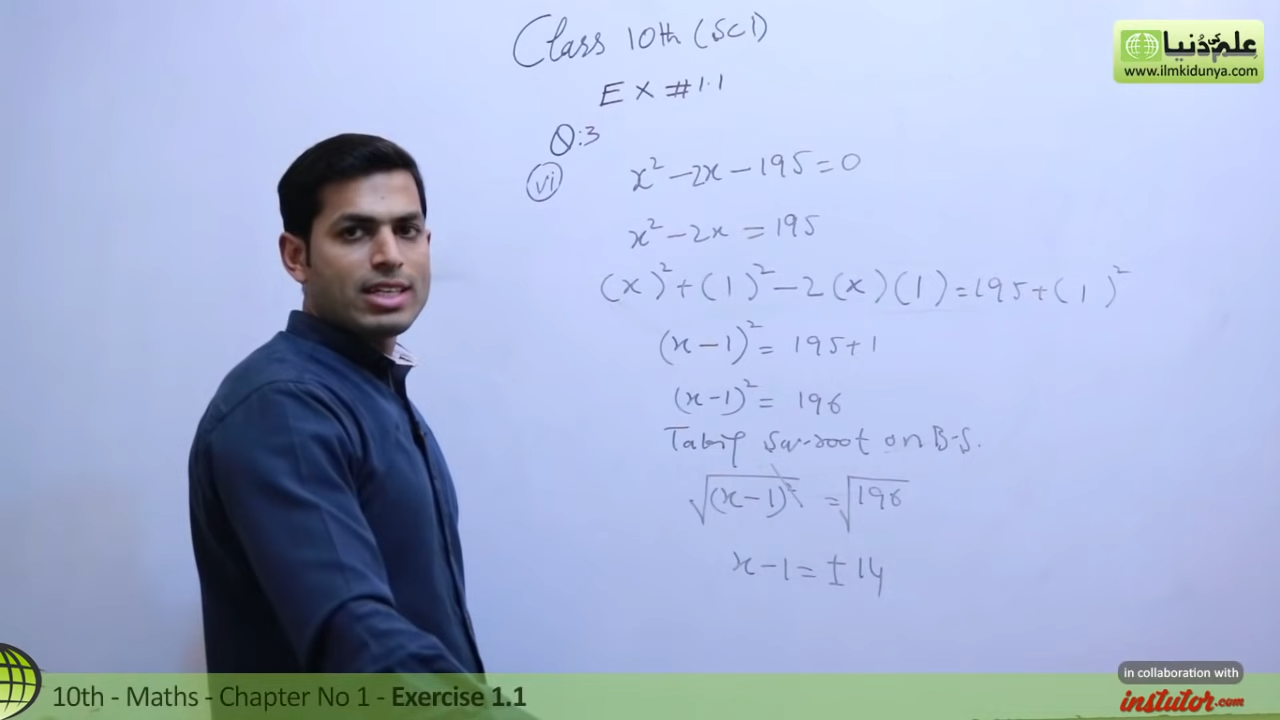 Class 10th (SCI)
علم کی دُنیا
www.ilmkidunya.com
EX #1.1
Q:3
vi x² - 2x - 195 = 0
x² - 2x = 195
(x)² + (1)² - 2(x)(1) = 195 + (1)²
(x - 1)² = 195 + 1
(x - 1)² = 196
Taking Sq-root on B-S.
√(x - 1)² = √196
x - 1 = ± 14
in collaboration with
10th - Maths - Chapter No 1 - Exercise 1.1
instutor.com